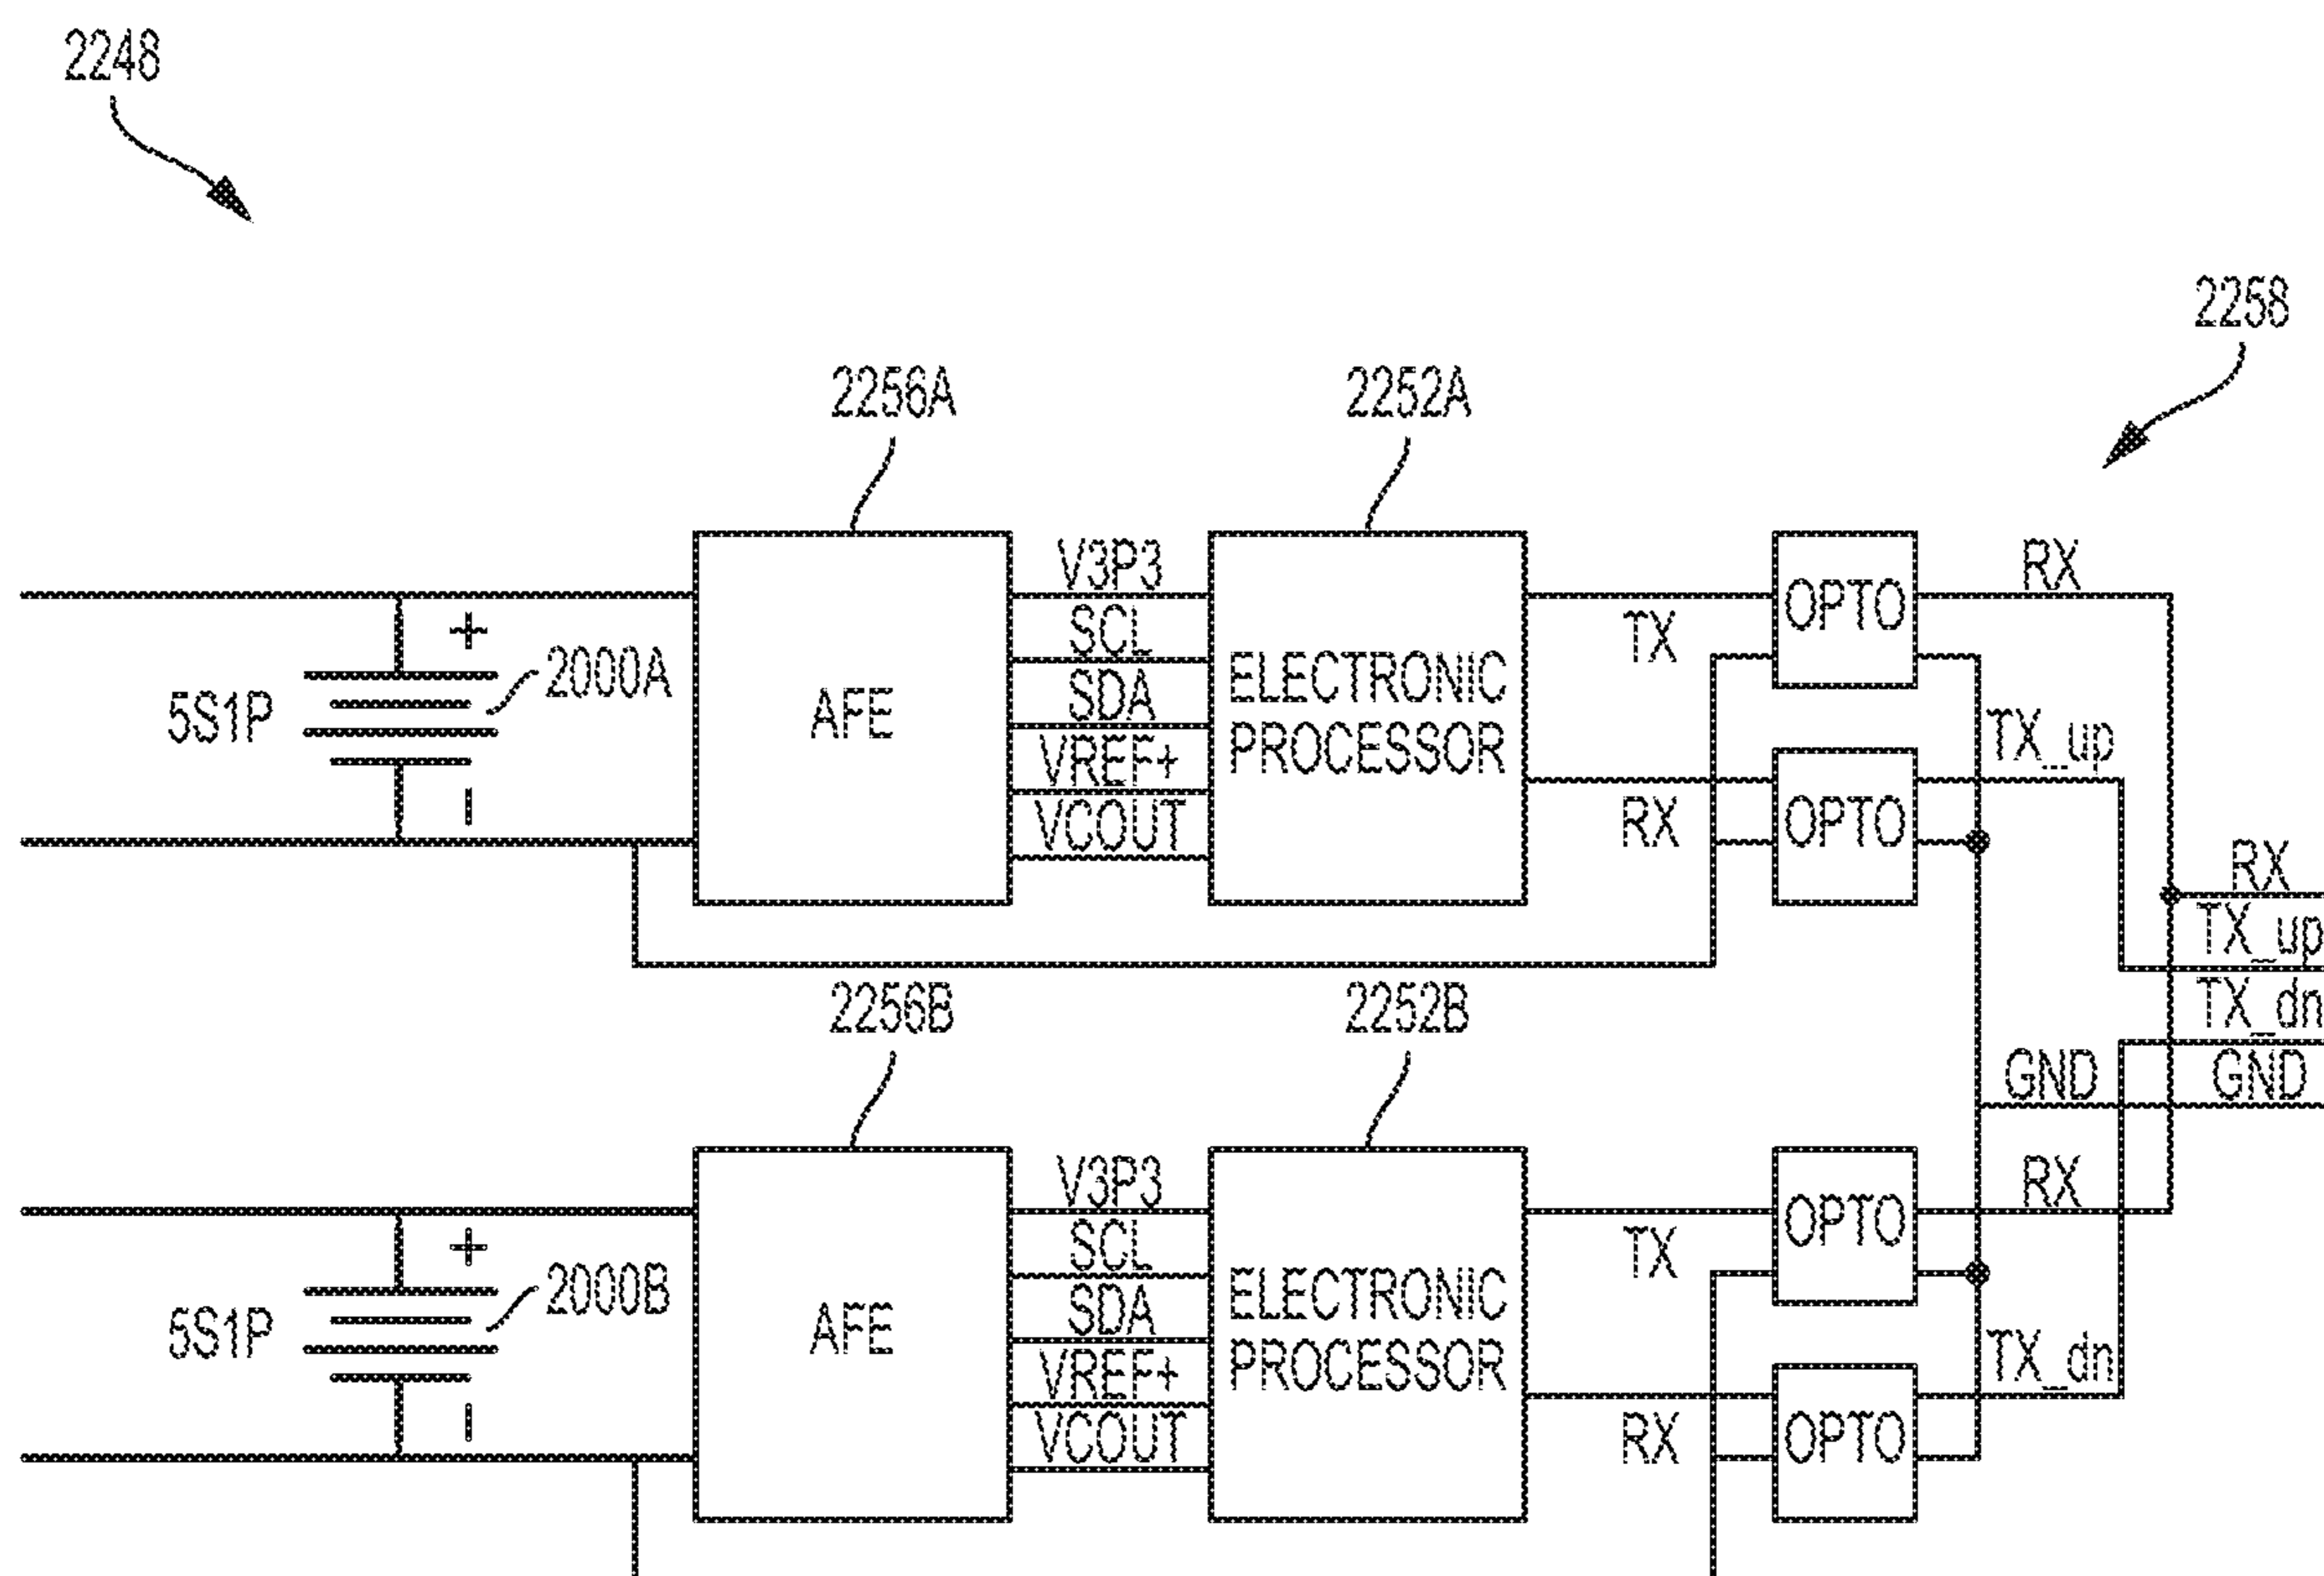 2248
2258
2256A
2252A
V3P3
RX
SCL
OPTO
TX
+
2000A
SDA
ELECTRONIC
PROCESSOR
5S1P
AFE
TX_up
VREF+
−
VCOUT
RX
OPTO
RX
TX_up
TX_dn
2256B
2252B
GND
GND
V3P3
RX
SCL
OPTO
TX
+
2000B
SDA
ELECTRONIC
PROCESSOR
5S1P
AFE
TX_dn
VREF+
−
VCOUT
RX
OPTO